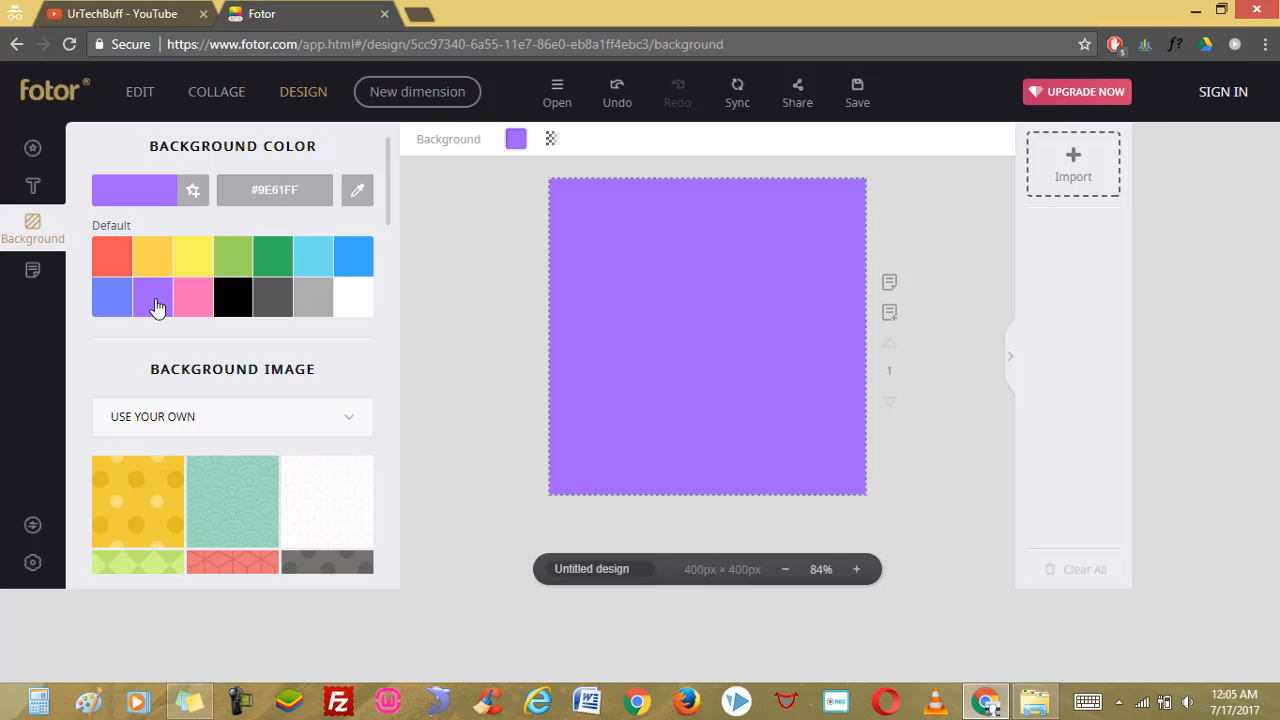 UrTechBuff - YouTube
Fotor
Secure
https://www.fotor.com/app.html#/design/5cc97340-6a55-11e7-86e0-eb8a1ff4ebc3/background
5
f?
fotor®
EDIT
COLLAGE
DESIGN
New dimension
Open
Undo
Redo
Sync
Share
Save
UPGRADE NOW
SIGN IN
BACKGROUND COLOR
Background
Import
#9E61FF
Default
Background
BACKGROUND IMAGE
1
USE YOUR OWN
Untitled design
400px × 400px
84%
Clear All
12:05 AM
7/17/2017